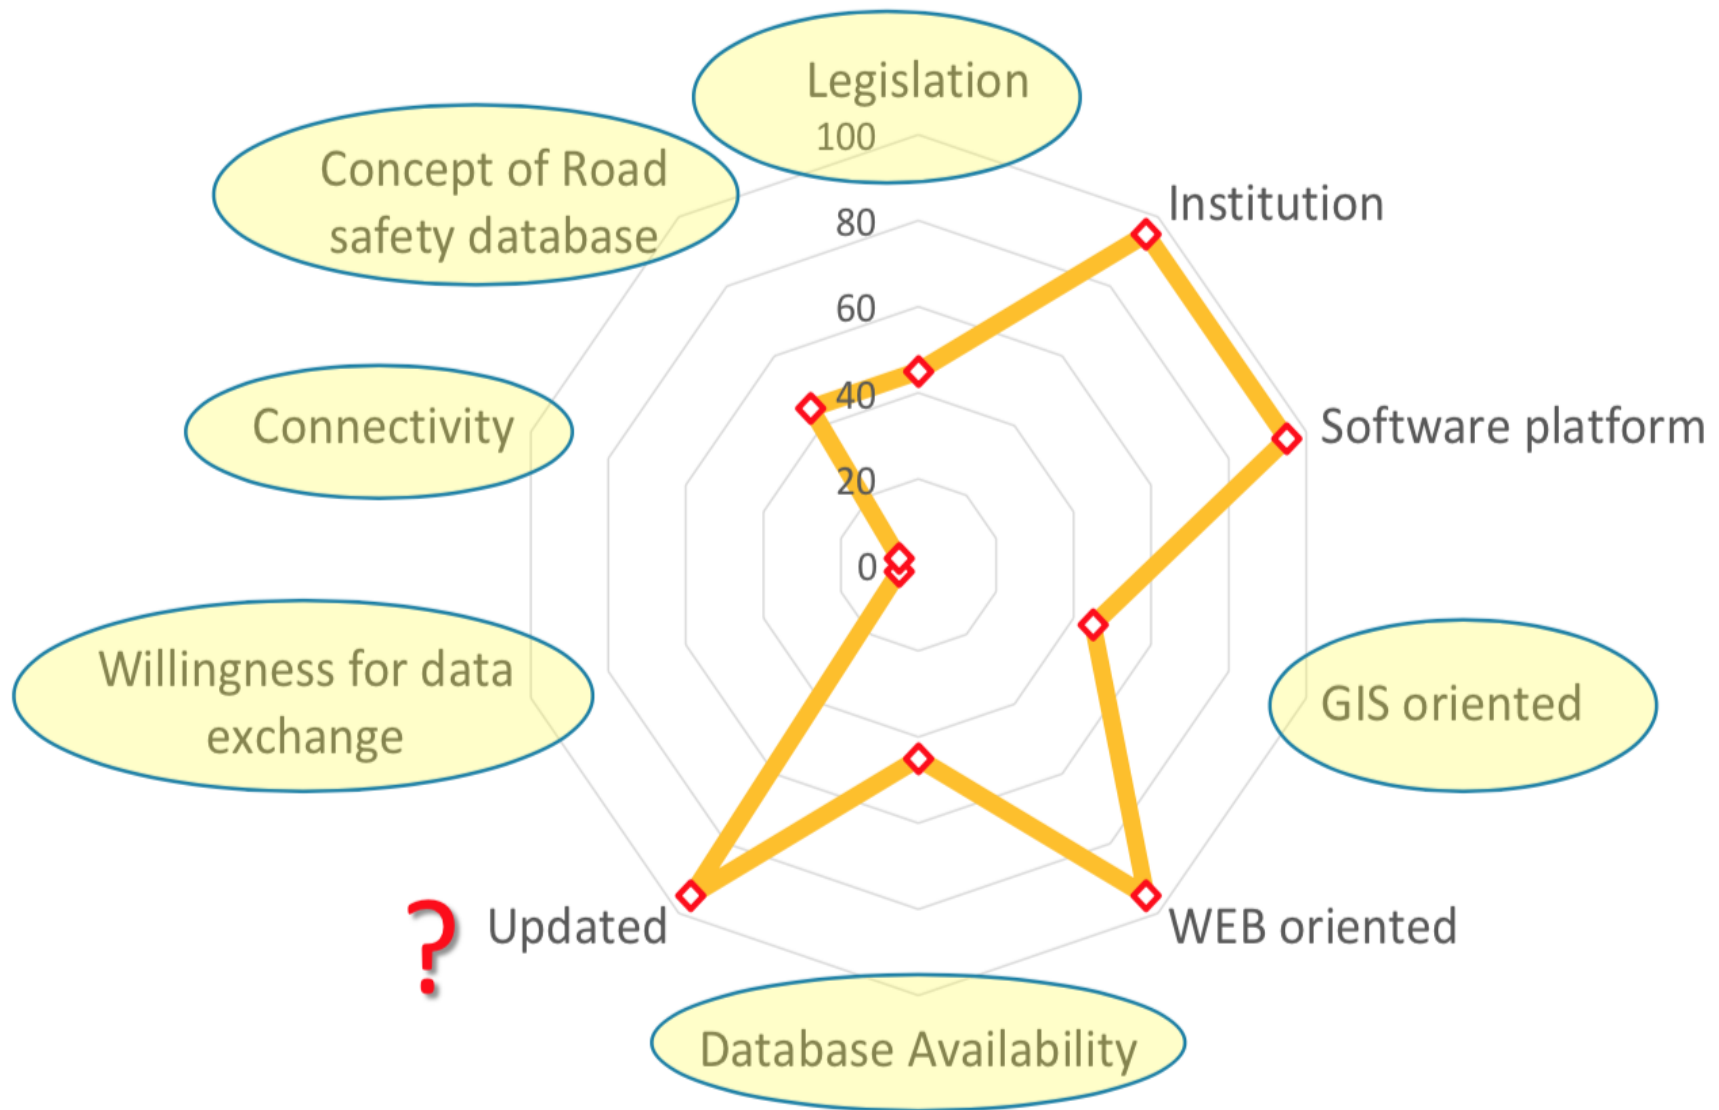 Legislation
100
Concept of Road
safety database
Institution
80
60
Connectivity
Software platform
40
20
0
Willingness for data
exchange
GIS oriented
?
Updated
WEB oriented
Database Availability